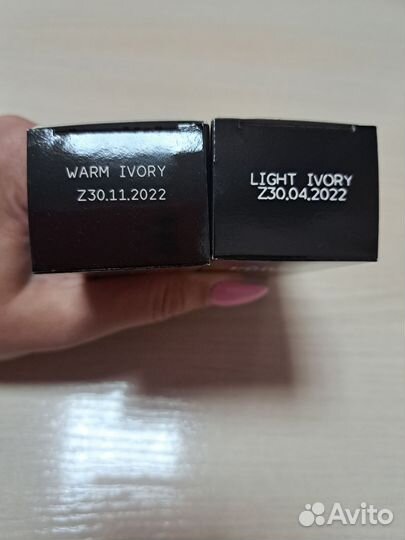 WARM IVORY
Z30.11.2022
LIGHT IVORY
Z30.04.2022
Avito